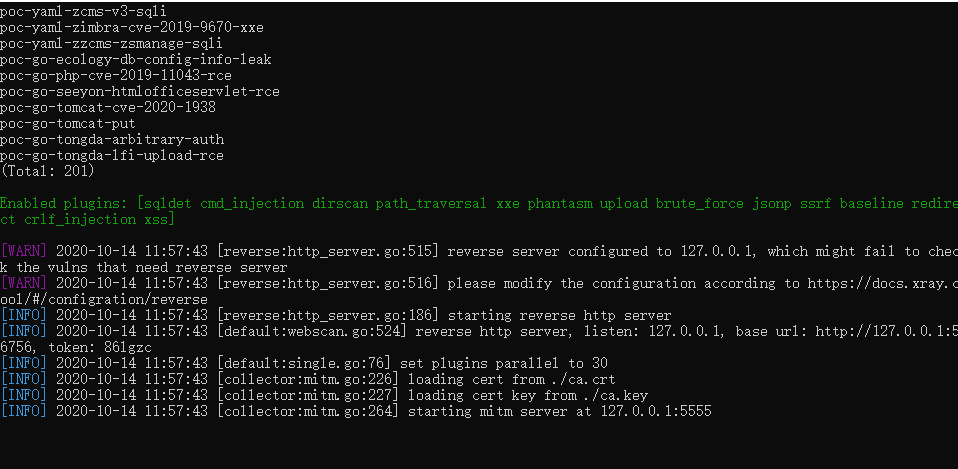 poc-yaml-zcms-v3-sqli
poc-yaml-zimbra-cve-2019-9670-xxe
poc-yaml-zzcms-zsmanage-sqli
poc-go-ecology-db-config-info-leak
poc-go-php-cve-2019-11043-rce
poc-go-seeyon-htmlofficeservlet-rce
poc-go-tomcat-cve-2020-1938
poc-go-tomcat-put
poc-go-tongda-arbitrary-auth
poc-go-tongda-lfi-upload-rce
(Total: 201)
Enabled plugins: [sqldet cmd_injection dirscan path_traversal xxe phantasm upload brute_force jsonp ssrf baseline redire
ct crlf_injection xss]
[WARN] 2020-10-14 11:57:43 [reverse:http_server.go:515] reverse server configured to 127.0.0.1, which might fail to chec
k the vulns that need reverse server
[WARN] 2020-10-14 11:57:43 [reverse:http_server.go:516] please modify the configuration according to https://docs.xray.c
ool/#/configration/reverse
[INFO] 2020-10-14 11:57:43 [reverse:http_server.go:186] starting reverse http server
[INFO] 2020-10-14 11:57:43 [default:webscan.go:524] reverse http server, listen: 127.0.0.1, base url: http://127.0.0.1:5
6756, token: 861gzc
[INFO] 2020-10-14 11:57:43 [default:single.go:76] set plugins parallel to 30
[INFO] 2020-10-14 11:57:43 [collector:mitm.go:226] loading cert from ./ca.crt
[INFO] 2020-10-14 11:57:43 [collector:mitm.go:227] loading cert key from ./ca.key
[INFO] 2020-10-14 11:57:43 [collector:mitm.go:264] starting mitm server at 127.0.0.1:5555